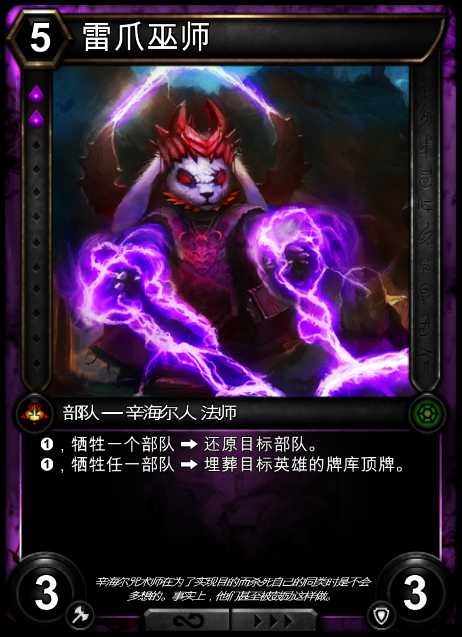 5 雷爪巫师
部队 — 辛海尔人 法师
❶，牺牲一个部队 ➡ 还原目标部队。
❶，牺牲任一部队 ➡ 埋葬目标英雄的牌库顶牌。
辛海尔咒术师在为了实现目的而杀死自己的同类时是不会
多想的。事实上，他们甚至被鼓励这样做。
3 3